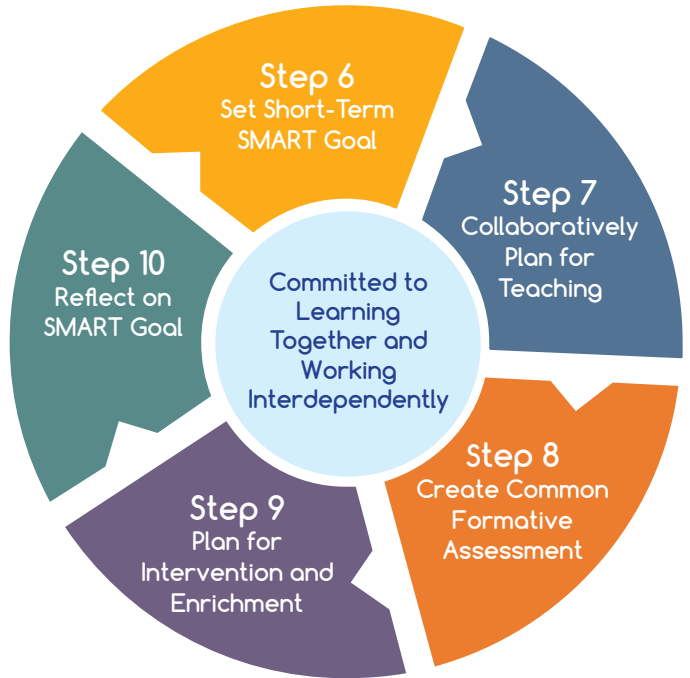 Step 6
Set Short-Term
SMART Goal
Step 7
Collaboratively
Plan for
Teaching
Step 8
Create Common
Formative
Assessment
Step 9
Plan for
Intervention and
Enrichment
Step 10
Reflect on
SMART Goal
Committed to
Learning
Together and
Working
Interdependently